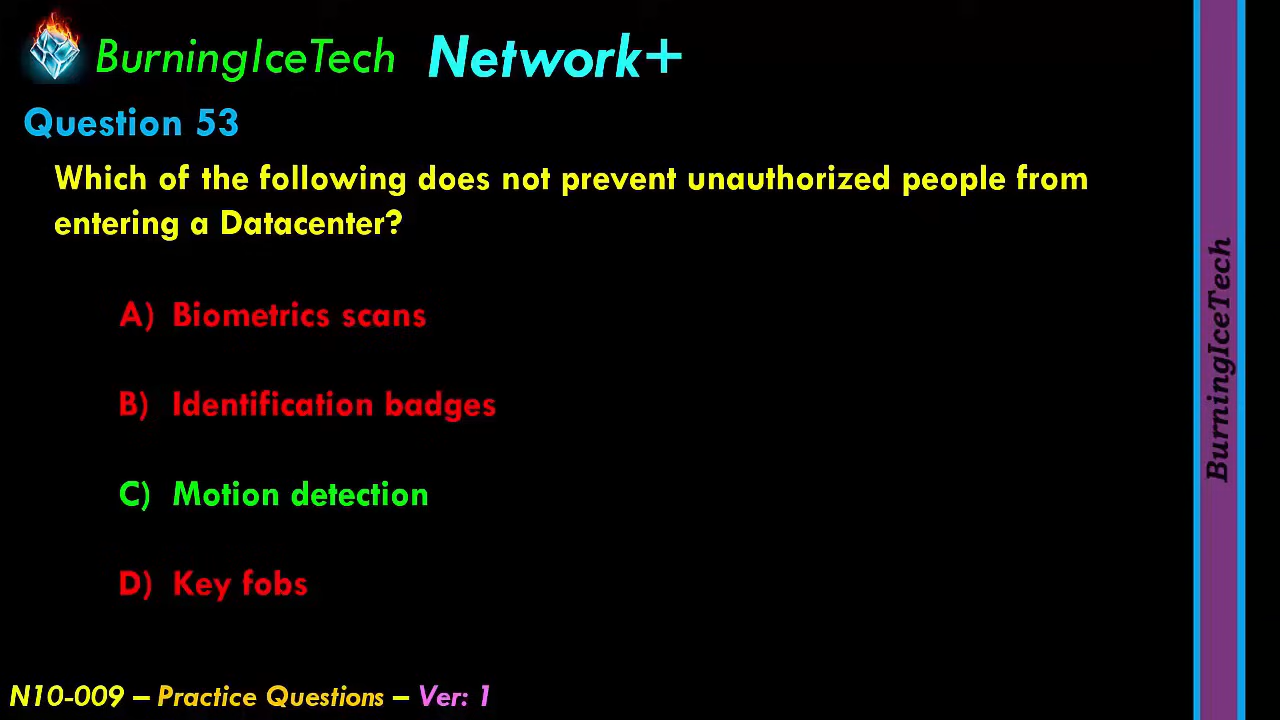 BurningIceTech Network+
Question 53
Which of the following does not prevent unauthorized people from
entering a Datacenter?
A) Biometrics scans
B) Identification badges
C) Motion detection
D) Key fobs
N10-009 – Practice Questions – Ver: 1
BurningIceTech